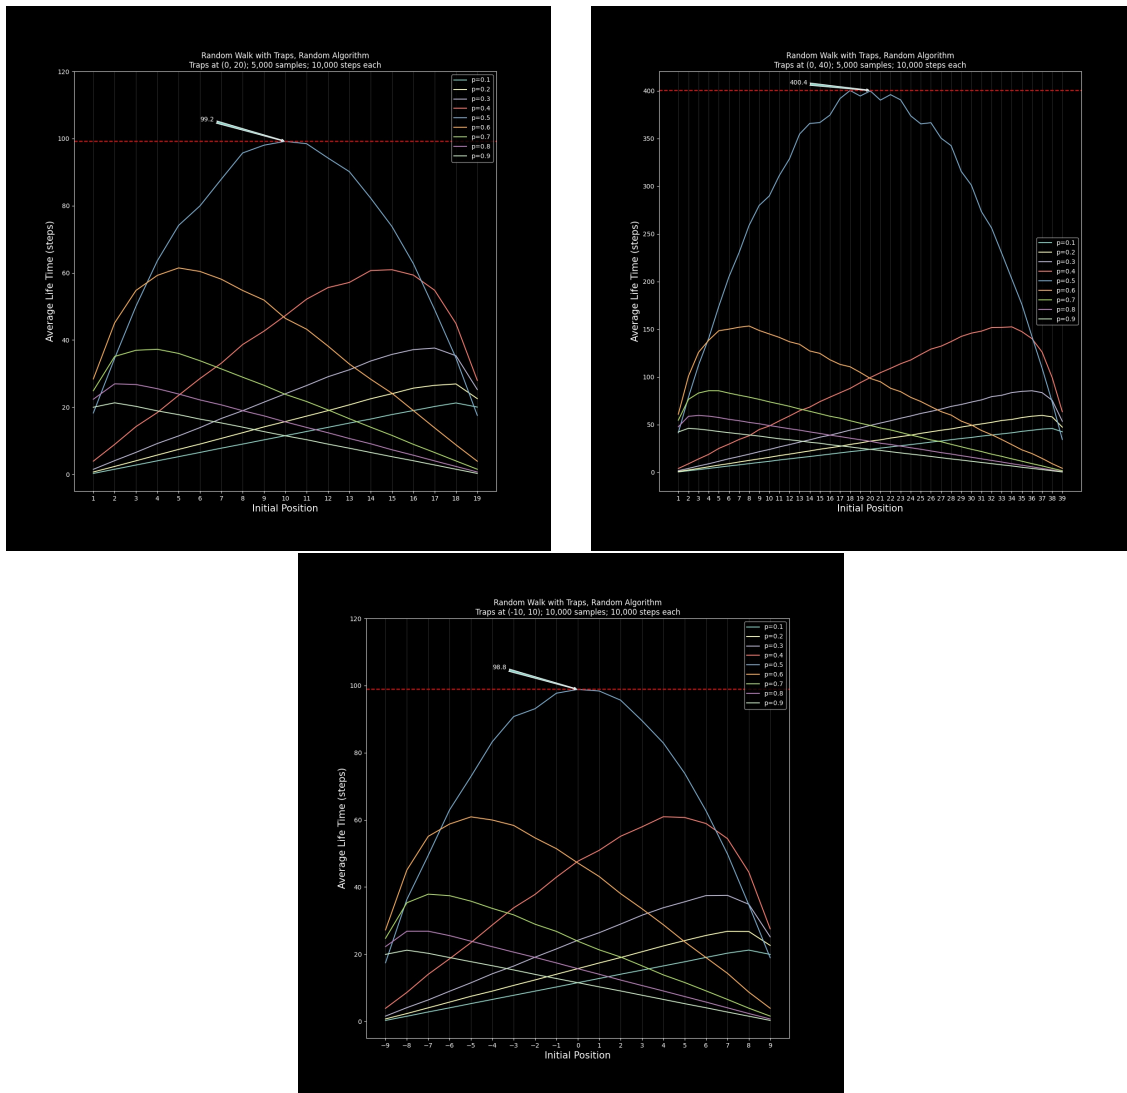 Random Walk with Traps, Random Algorithm
Traps at (0, 20); 5,000 samples; 10,000 steps each
120
100
80
60
40
20
0
Average Life Time (steps)
99.2
p=0.1
p=0.2
p=0.3
p=0.4
p=0.5
p=0.6
p=0.7
p=0.8
p=0.9
1 2 3 4 5 6 7 8 9 10 11 12 13 14 15 16 17 18 19
Initial Position
Random Walk with Traps, Random Algorithm
Traps at (0, 40); 5,000 samples; 10,000 steps each
400
350
300
250
200
150
100
50
0
Average Life Time (steps)
400.4
p=0.1
p=0.2
p=0.3
p=0.4
p=0.5
p=0.6
p=0.7
p=0.8
p=0.9
1 2 3 4 5 6 7 8 9 10 11 12 13 14 15 16 17 18 19 20 21 22 23 24 25 26 27 28 29 30 31 32 33 34 35 36 37 38 39
Initial Position
Random Walk with Traps, Random Algorithm
Traps at (-10, 10); 10,000 samples; 10,000 steps each
120
100
80
60
40
20
0
Average Life Time (steps)
98.8
p=0.1
p=0.2
p=0.3
p=0.4
p=0.5
p=0.6
p=0.7
p=0.8
p=0.9
−9 −8 −7 −6 −5 −4 −3 −2 −1 0 1 2 3 4 5 6 7 8 9
Initial Position